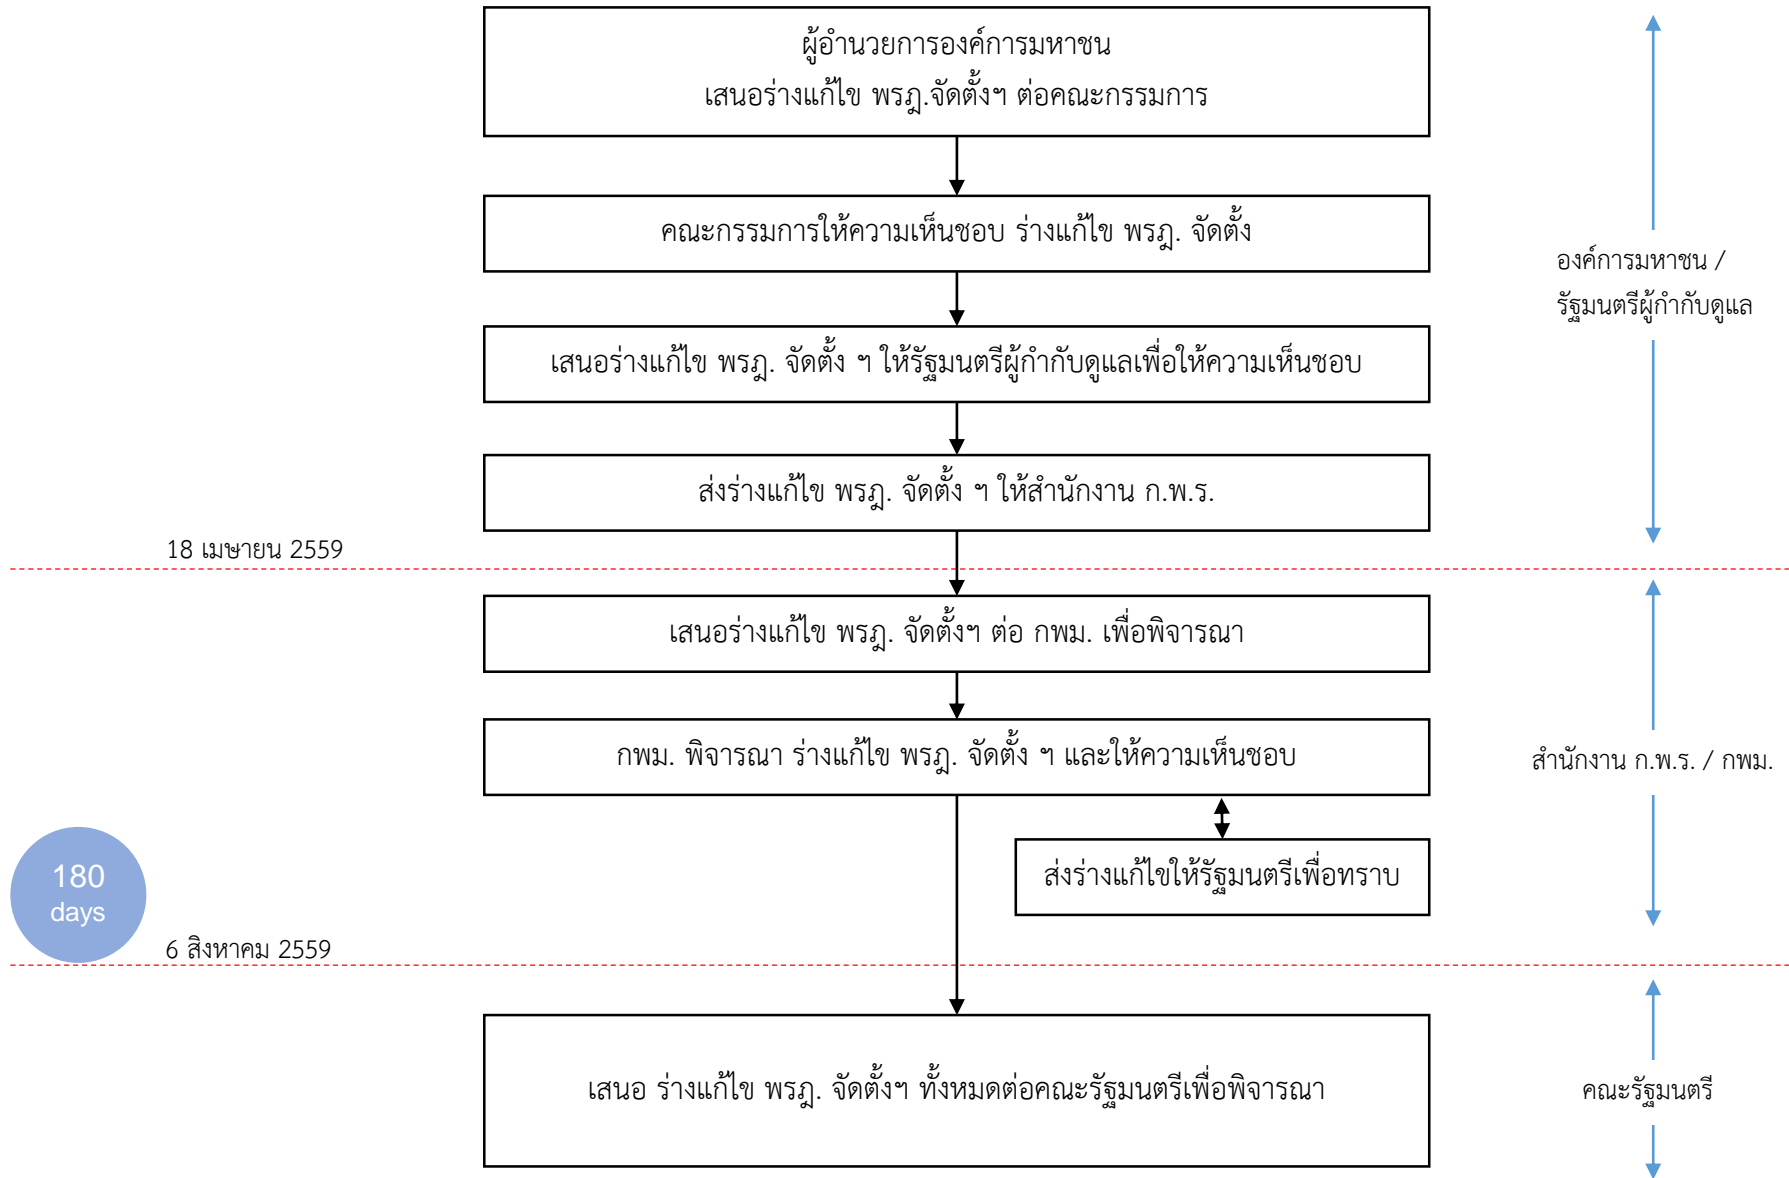 ผู้อำนวยการองค์การมหาชน
เสนอร่างแก้ไข พรฎ.จัดตั้งฯ ต่อคณะกรรมการ
คณะกรรมการให้ความเห็นชอบ ร่างแก้ไข พรฎ. จัดตั้ง
องค์การมหาชน /
รัฐมนตรีผู้กำกับดูแล
เสนอร่างแก้ไข พรฎ. จัดตั้ง ฯ ให้รัฐมนตรีผู้กำกับดูแลเพื่อให้ความเห็นชอบ
ส่งร่างแก้ไข พรฎ. จัดตั้ง ฯ ให้สำนักงาน ก.พ.ร.
18 เมษายน 2559
เสนอร่างแก้ไข พรฎ. จัดตั้งฯ ต่อ กพม. เพื่อพิจารณา
กพม. พิจารณา ร่างแก้ไข พรฎ. จัดตั้ง ฯ และให้ความเห็นชอบ
สำนักงาน ก.พ.ร. / กพม.
ส่งร่างแก้ไขให้รัฐมนตรีเพื่อทราบ
180
days
6 สิงหาคม 2559
เสนอ ร่างแก้ไข พรฎ. จัดตั้งฯ ทั้งหมดต่อคณะรัฐมนตรีเพื่อพิจารณา
คณะรัฐมนตรี